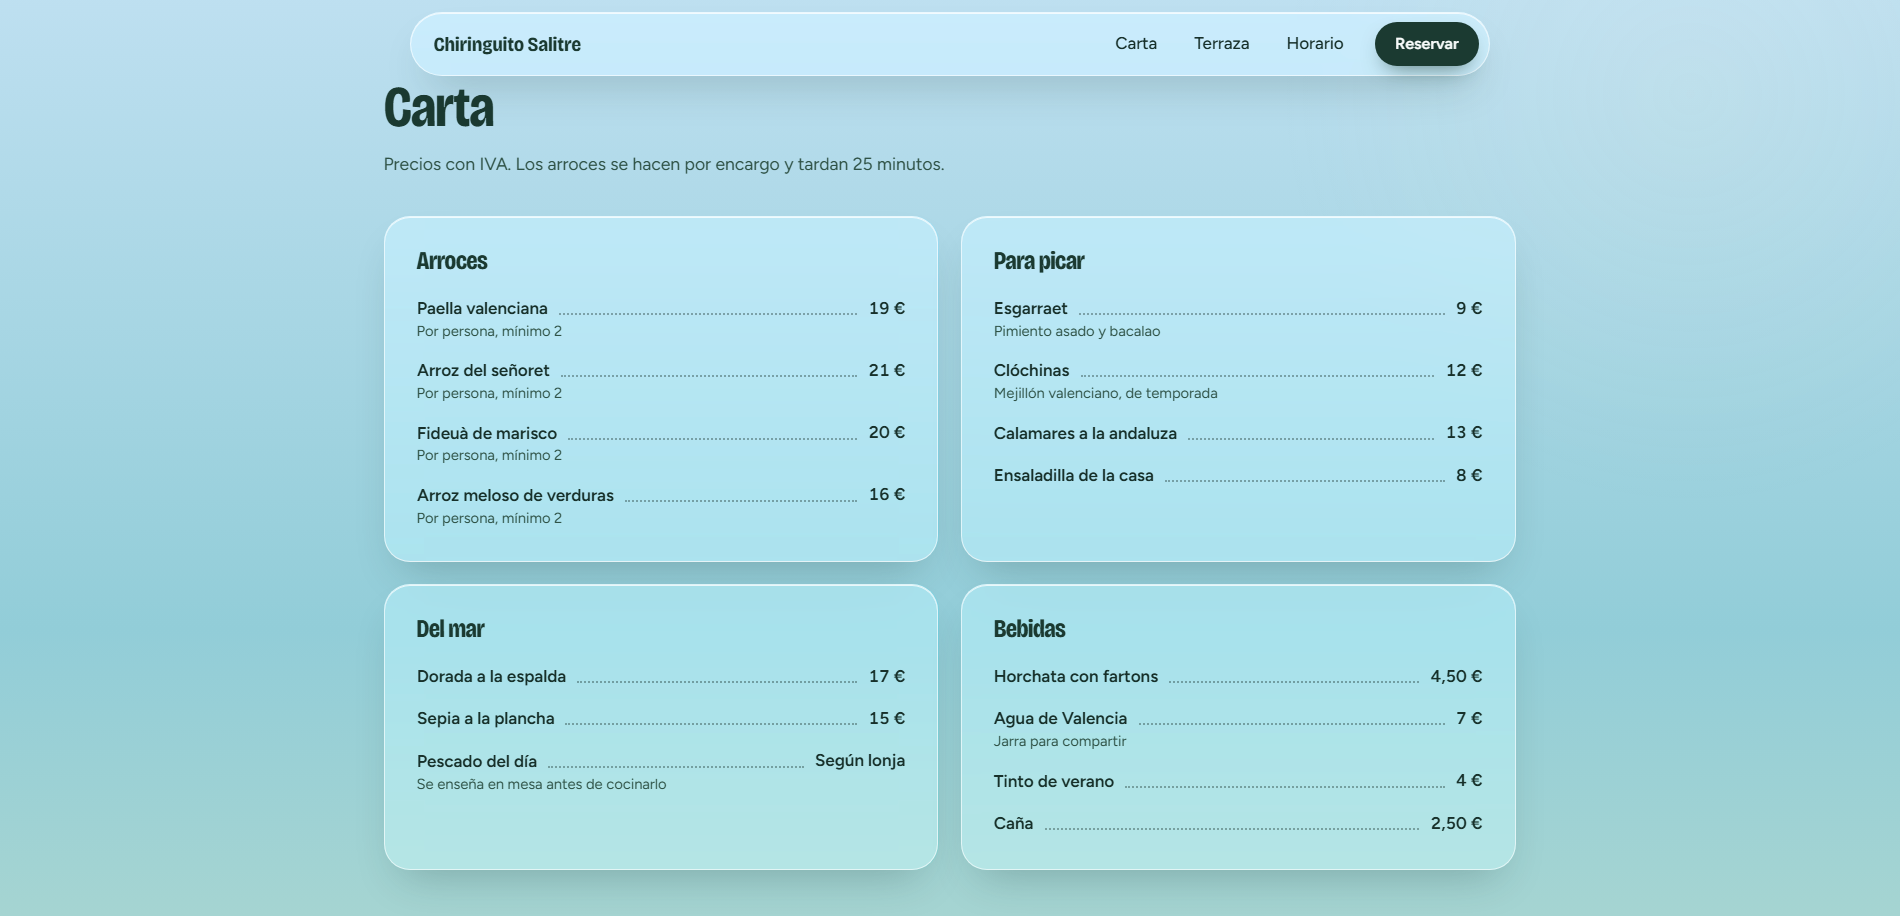 Chiringuito Salitre
Carta
Terraza
Horario
Reservar
Carta
Precios con IVA. Los arroces se hacen por encargo y tardan 25 minutos.
Arroces
Paella valenciana 19 €
Por persona, mínimo 2
Arroz del señoret 21 €
Por persona, mínimo 2
Fideuà de marisco 20 €
Por persona, mínimo 2
Arroz meloso de verduras 16 €
Por persona, mínimo 2
Para picar
Esgarraet 9 €
Pimiento asado y bacalao
Clóchinas 12 €
Mejillón valenciano, de temporada
Calamares a la andaluza 13 €
Ensaladilla de la casa 8 €
Del mar
Dorada a la espalda 17 €
Sepia a la plancha 15 €
Pescado del día Según lonja
Se enseña en mesa antes de cocinarlo
Bebidas
Horchata con fartons 4,50 €
Agua de Valencia 7 €
Jarra para compartir
Tinto de verano 4 €
Caña 2,50 €